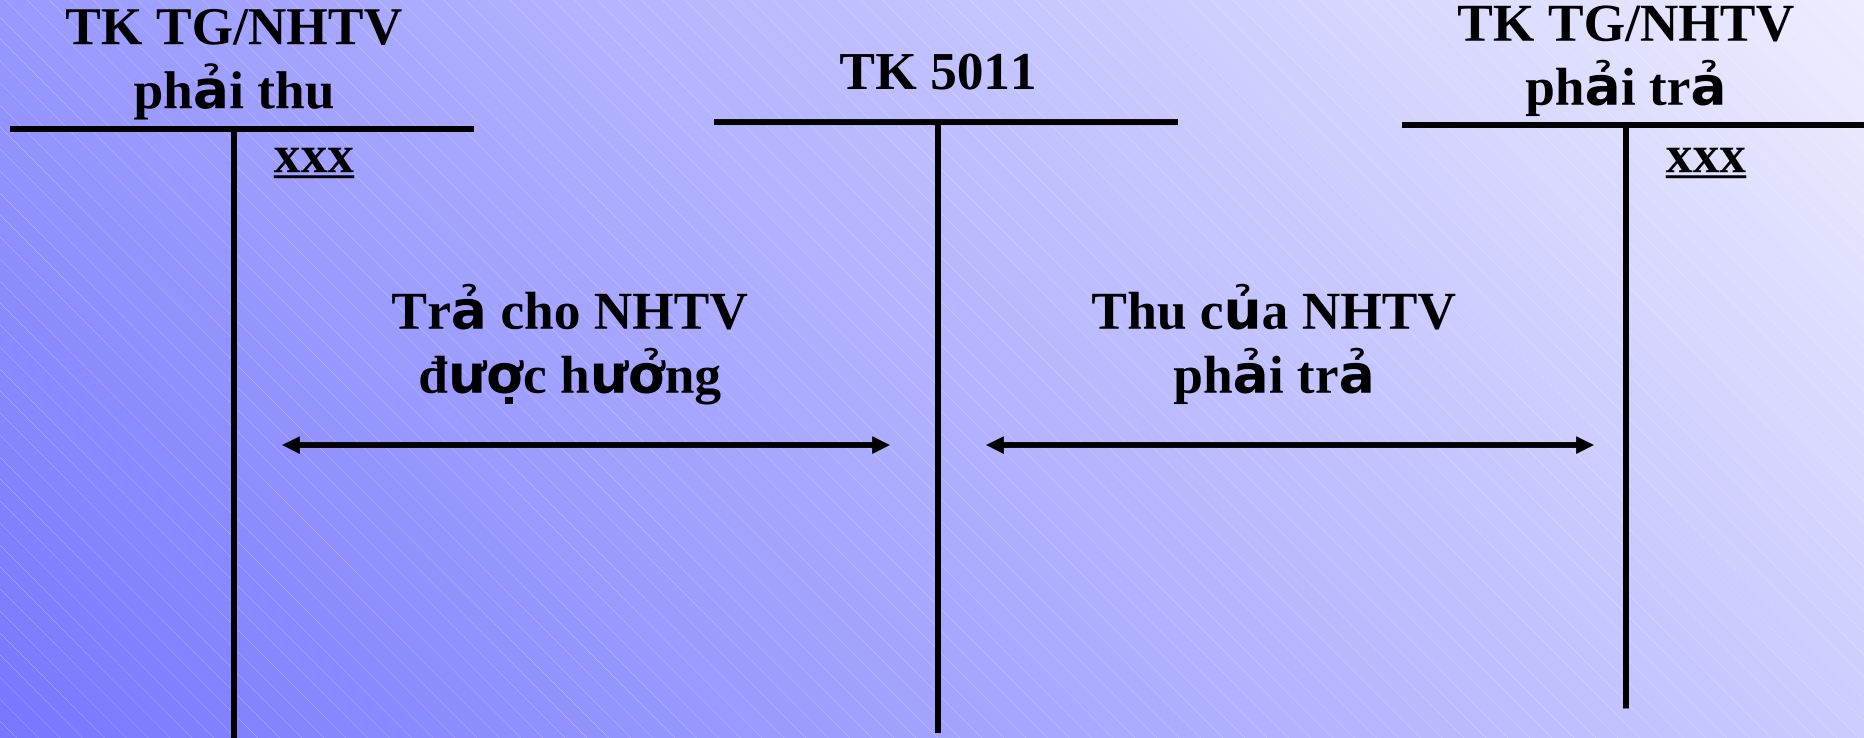 TK TG/NHTV
phải thu
TK 5011
TK TG/NHTV
phải trả
xxx
xxx
Trả cho NHTV
được hưởng
Thu của NHTV
phải trả